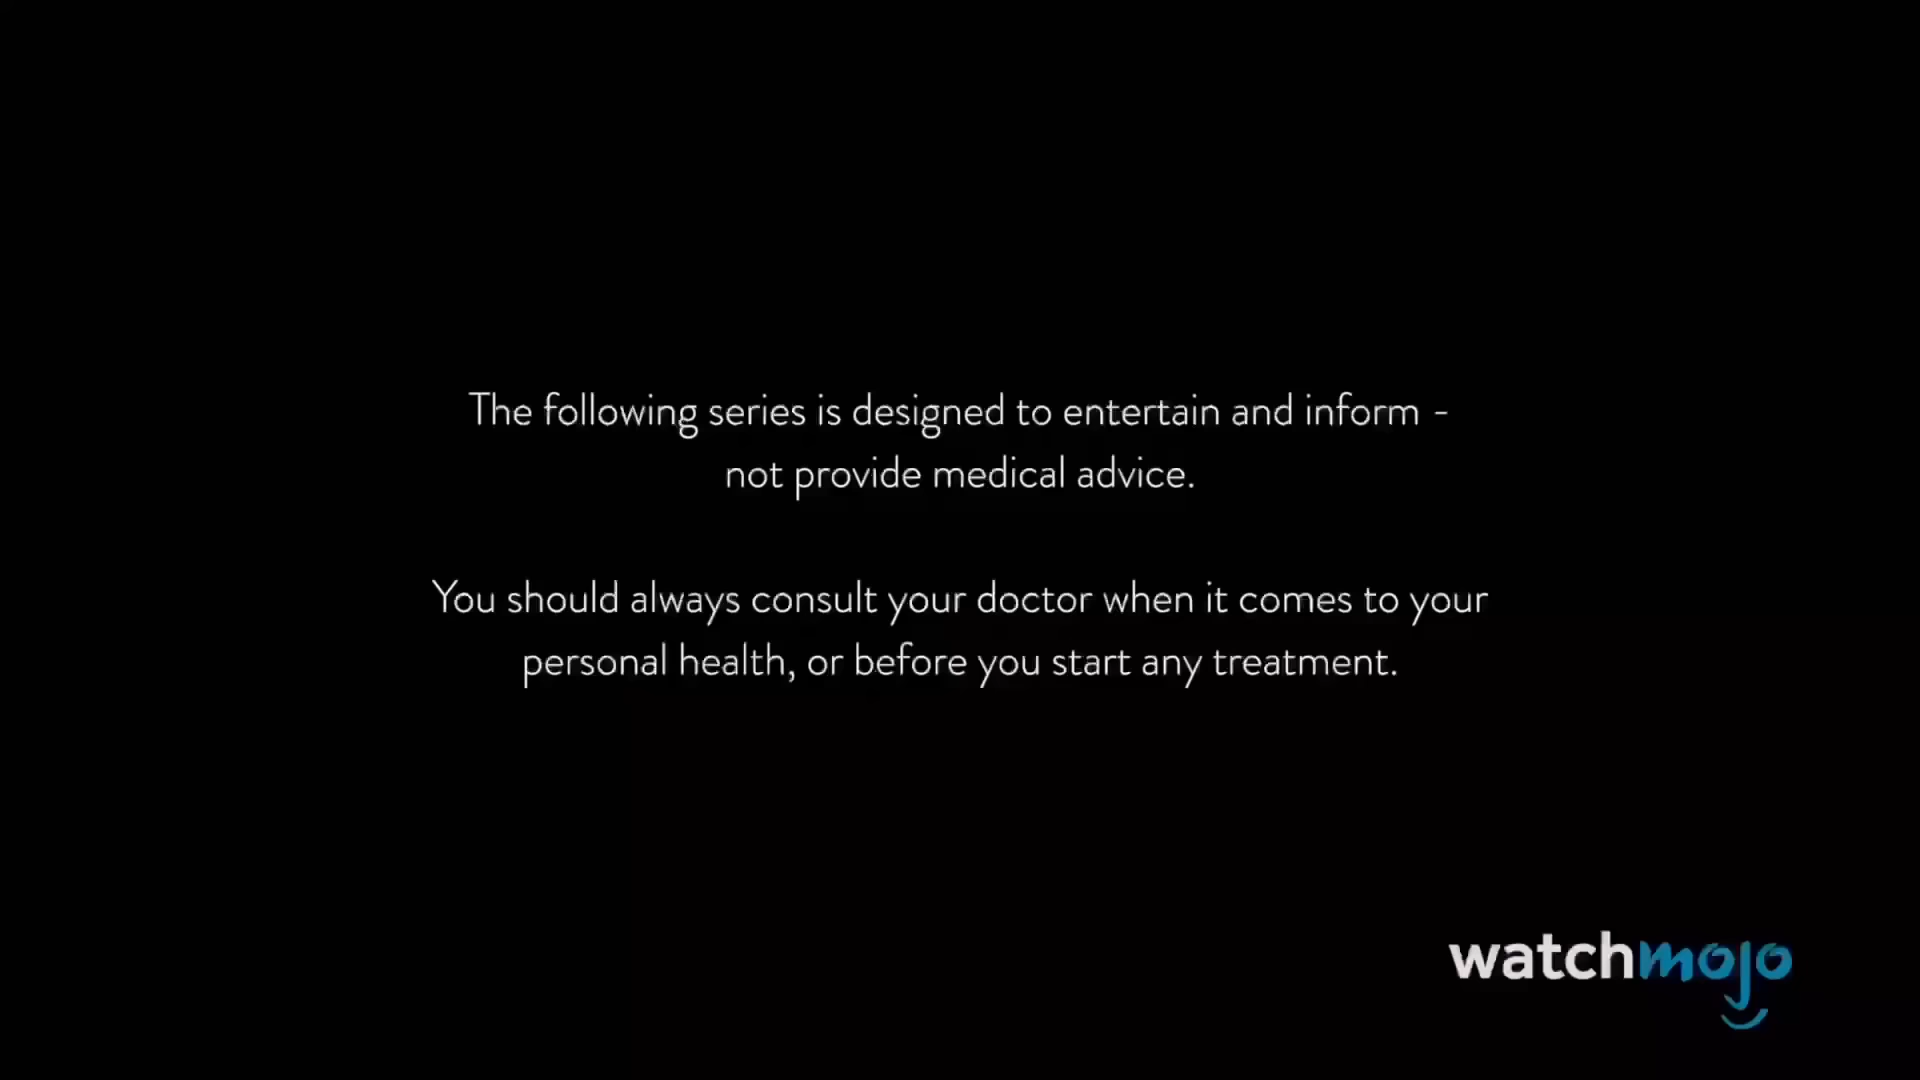 The following series is designed to entertain and inform -
not provide medical advice.
You should always consult your doctor when it comes to your
personal health, or before you start any treatment.
watchmojo